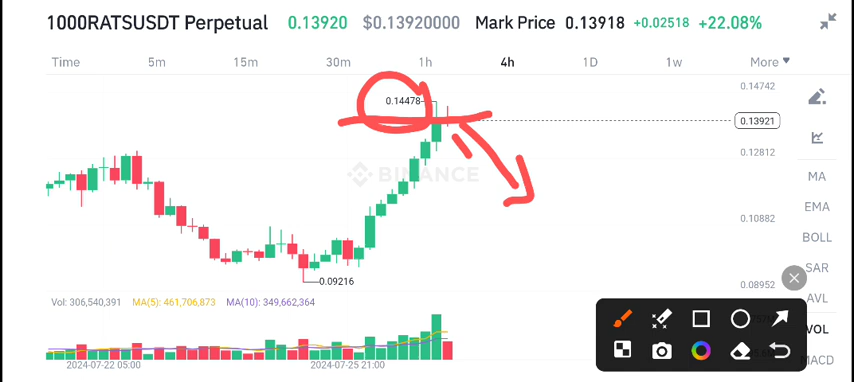 1000RATSUSDT Perpetual 0.13920 $0.13920000 Mark Price 0.13918 +0.02518 +22.08%
Time 5m 15m 30m 1h 4h 1D 1w More
0.14742
0.14478
0.13921
0.12812
BINANCE
MA
EMA
0.10882
BOLL
SAR
0.09216
0.08952
AVL
Vol: 306,540,391 MA(5): 461,706,873 MA(10): 349,662,364
VOL
MACD
2024-07-22 05:00 2024-07-25 21:00